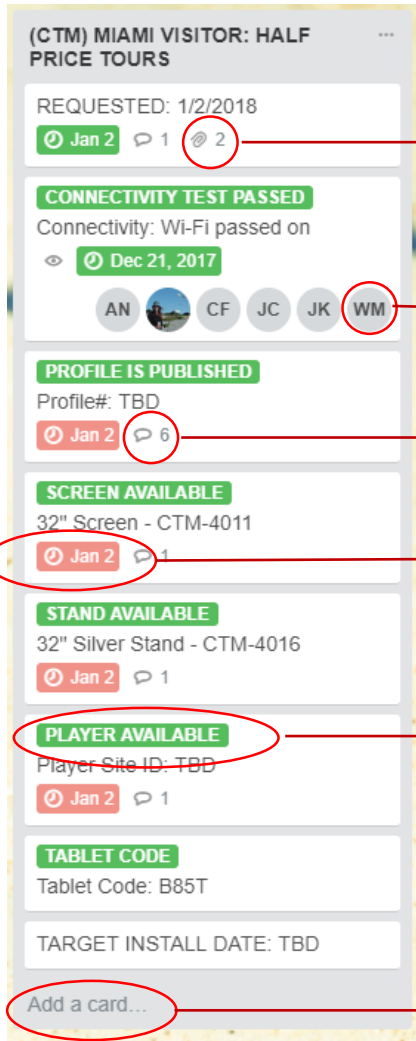 (CTM) MIAMI VISITOR: HALF
PRICE TOURS
REQUESTED: 1/2/2018
Jan 2 1 2
CONNECTIVITY TEST PASSED
Connectivity: Wi-Fi passed on
Dec 21, 2017
AN CF JC JK WM
PROFILE IS PUBLISHED
Profile#: TBD
Jan 2 6
SCREEN AVAILABLE
32" Screen - CTM-4011
Jan 2 1
STAND AVAILABLE
32" Silver Stand - CTM-4016
Jan 2 1
PLAYER AVAILABLE
Player Site ID: TBD
Jan 2 1
TABLET CODE
Tablet Code: B85T
TARGET INSTALL DATE: TBD
Add a card...